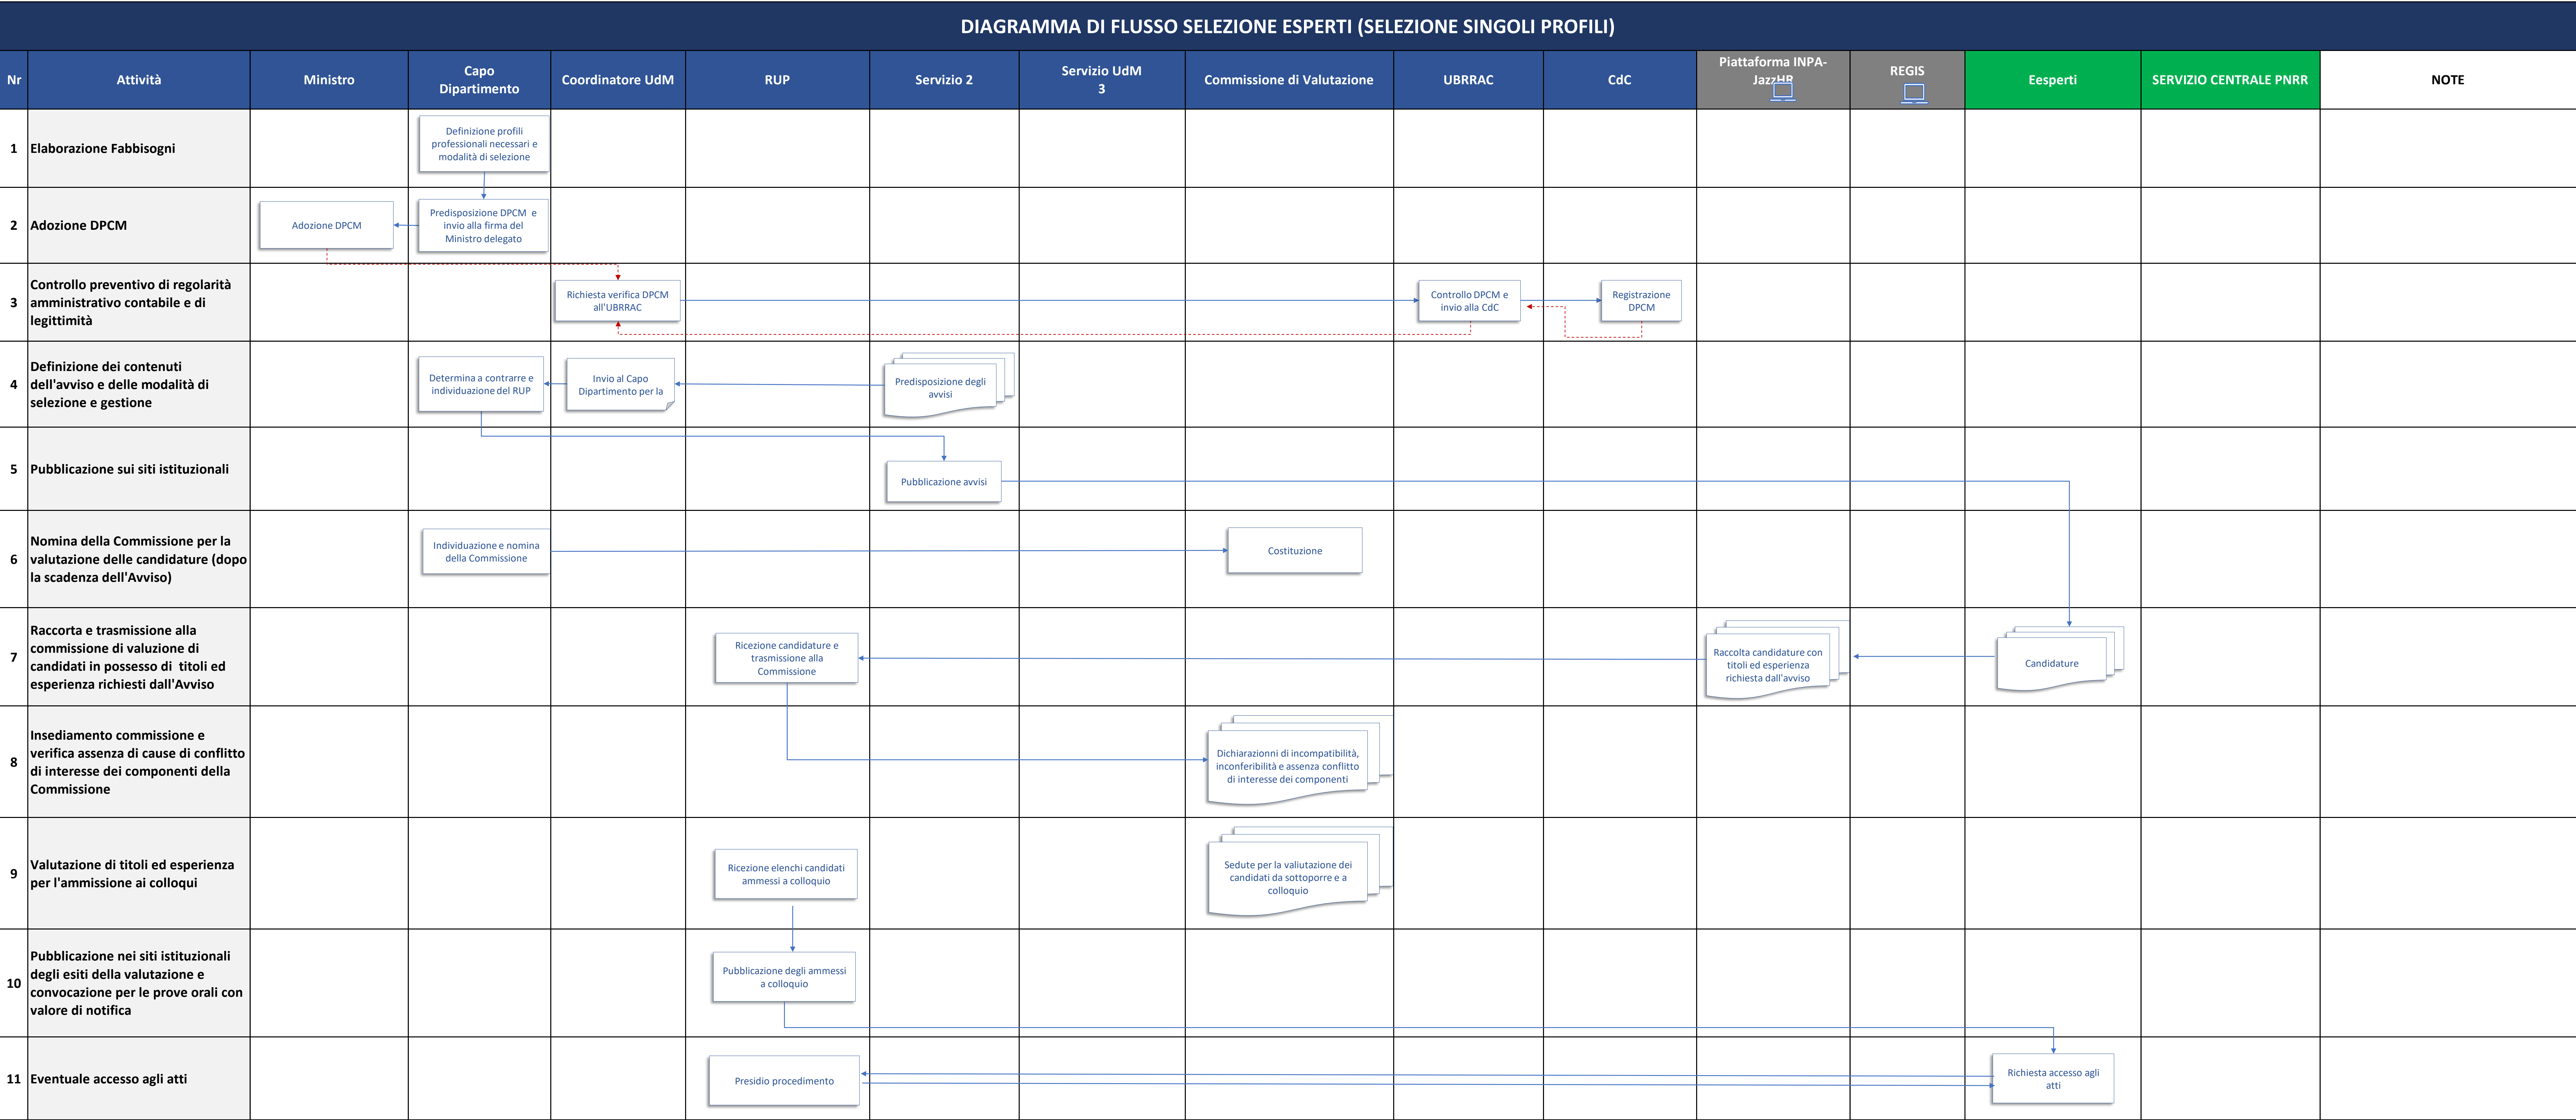 DIAGRAMMA DI FLUSSO SELEZIONE ESPERTI (SELEZIONE SINGOLI PROFILI)
Nr
Attività
Ministro
Capo
Dipartimento
Coordinatore UdM
RUP
Servizio 2
Servizio UdM
3
Commissione di Valutazione
UBRRAC
CdC
Piattaforma INPA-
JazzHR
REGIS
Eesperti
SERVIZIO CENTRALE PNRR
NOTE
1
Elaborazione Fabbisogni
Definizione profili
professionali necessari e
modalità di selezione
2
Adozione DPCM
Adozione DPCM
Predisposizione DPCM e
invio alla firma del
Ministro delegato
3
Controllo preventivo di regolarità
amministrativo contabile e di
legittimità
Richiesta verifica DPCM
all'UBRRAC
Controllo DPCM e
invio alla CdC
Registrazione
DPCM
4
Definizione dei contenuti
dell'avviso e delle modalità di
selezione e gestione
Determina a contrarre e
individuazione del RUP
Invio al Capo
Dipartimento per la
Predisposizione degli
avvisi
5
Pubblicazione sui siti istituzionali
Pubblicazione avvisi
6
Nomina della Commissione per la
valutazione delle candidature (dopo
la scadenza dell'Avviso)
Individuazione e nomina
della Commissione
Costituzione
7
Raccorta e trasmissione alla
commissione di valuzione di
candidati in possesso di titoli ed
esperienza richiesti dall'Avviso
Ricezione candidature e
trasmissione alla
Commissione
Raccolta candidature con
titoli ed esperienza
richiesta dall'avviso
Candidature
8
Insediamento commissione e
verifica assenza di cause di conflitto
di interesse dei componenti della
Commissione
Dichiarazionni di incompatibilità,
inconferibilità e assenza conflitto
di interesse dei componenti
9
Valutazione di titoli ed esperienza
per l'ammissione ai colloqui
Ricezione elenchi candidati
ammessi a colloquio
Sedute per la valiutazione dei
candidati da sottoporre e a
colloquio
10
Pubblicazione nei siti istituzionali
degli esiti della valutazione e
convocazione per le prove orali con
valore di notifica
Pubblicazione degli ammessi
a colloquio
11
Eventuale accesso agli atti
Presidio procedimento
Richiesta accesso agli
atti